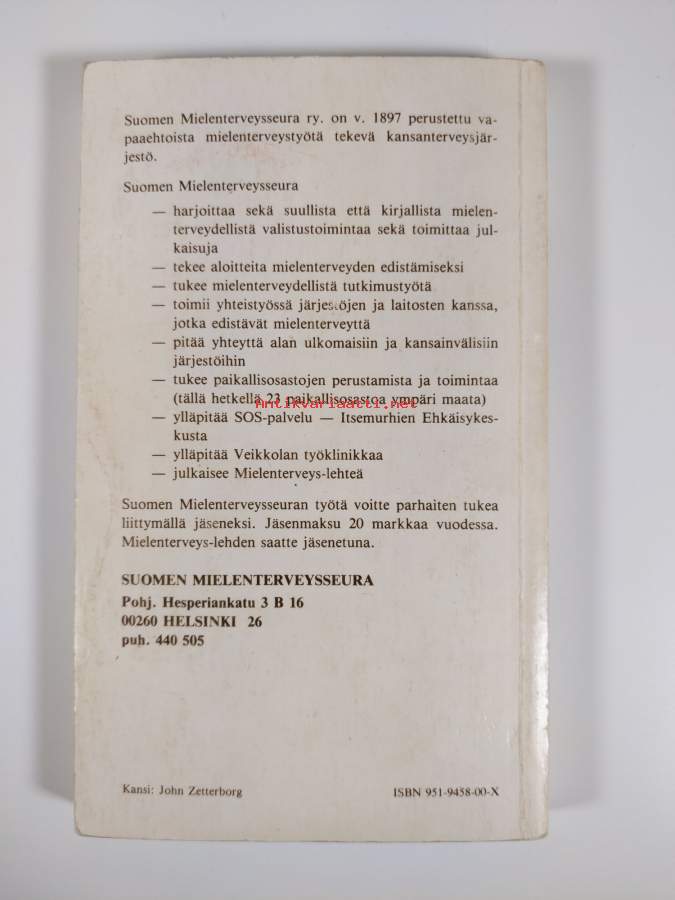 Suomen Mielenterveysseura ry. on v. 1897 perustettu va-
paaehtoista mielenterveystyötä tekevä kansanterveysjär-
jestö.
Suomen Mielenterveysseura
— harjoittaa sekä suullista että kirjallista mielen-
terveydellistä valistustoimintaa sekä toimittaa jul-
kaisuja
— tekee aloitteita mielenterveyden edistämiseksi
— tukee mielenterveydellistä tutkimustyötä
— toimii yhteistyössä järjestöjen ja laitosten kanssa,
jotka edistävät mielenterveyttä
— pitää yhteyttä alan ulkomaisiin ja kansainvälisiin
järjestöihin
— tukee paikallisosastojen perustamista ja toimintaa
(tällä hetkellä 23 paikallisosastoa ympäri maata)
Antikvariaatti.net
— ylläpitää SOS-palvelu — Itsemurhien Ehkäisykes-
kusta
— ylläpitää Veikkolan työklinikkaa
— julkaisee Mielenterveys-lehteä
Suomen Mielenterveysseuran työtä voitte parhaiten tukea
liittymällä jäseneksi. Jäsenmaksu 20 markkaa vuodessa.
Mielenterveys-lehden saatte jäsenetuna.
SUOMEN MIELENTERVEYSSEURA
Pohj. Hesperiankatu 3 B 16
00260 HELSINKI 26
puh. 440 505
Kansi: John Zetterborg
ISBN 951-9458-00-X